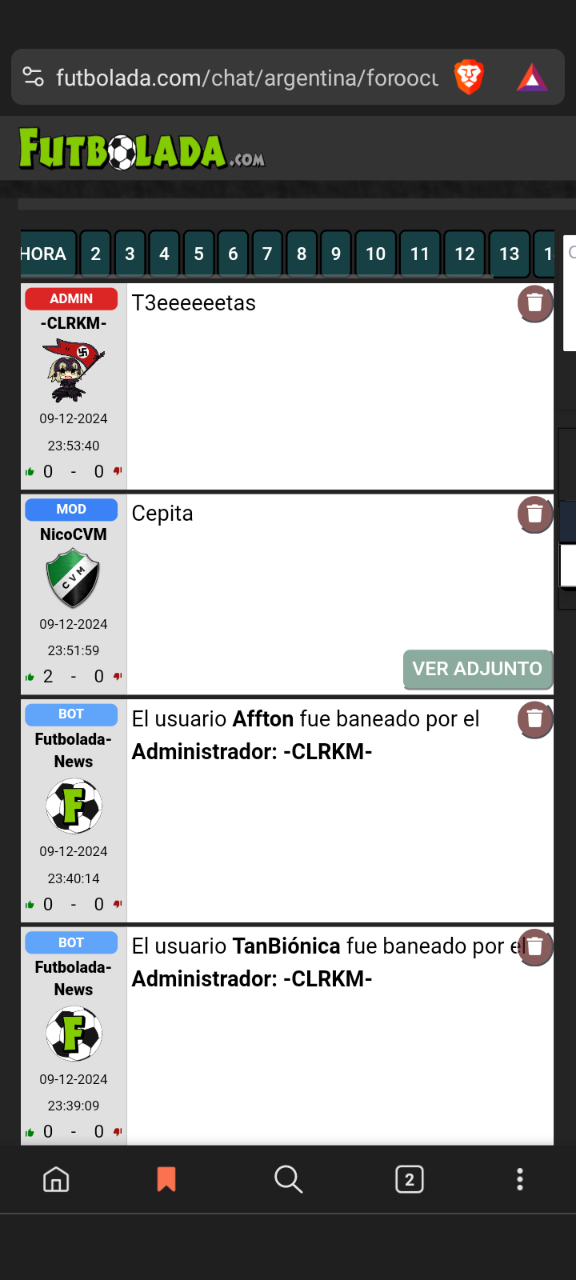 futbolada.com/chat/argentina/foroocu
FUTBOLADA.COM
HORA 2 3 4 5 6 7 8 9 10 11 12 13 1
ADMIN
-CLRKM-
09-12-2024
23:53:40
0 - 0
T3eeeeeetas
MOD
NicoCVM
CVM
09-12-2024
23:51:59
2 - 0
Cepita
VER ADJUNTO
BOT
Futbolada-
News
F
09-12-2024
23:40:14
0 - 0
El usuario Affton fue baneado por el
Administrador: -CLRKM-
BOT
Futbolada-
News
F
09-12-2024
23:39:09
0 - 0
El usuario TanBiónica fue baneado por el
Administrador: -CLRKM-
2